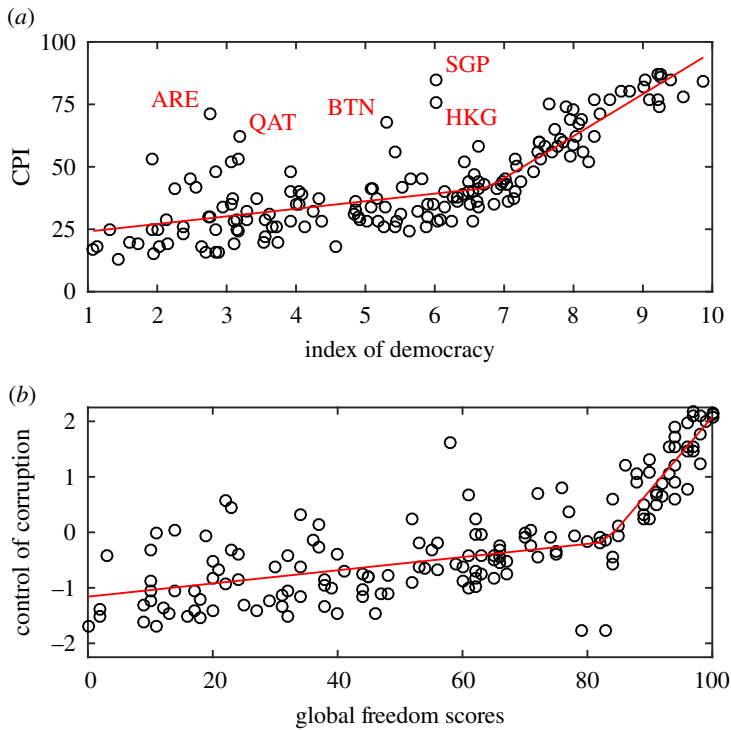 (a)
100
SGP
ARE
BTN
75
QAT
HKG
CPI
50
25
0
1 2 3 4 5 6 7 8 9 10
index of democracy
(b)
2
1
control of corruption
0
−1
−2
0 20 40 60 80 100
global freedom scores